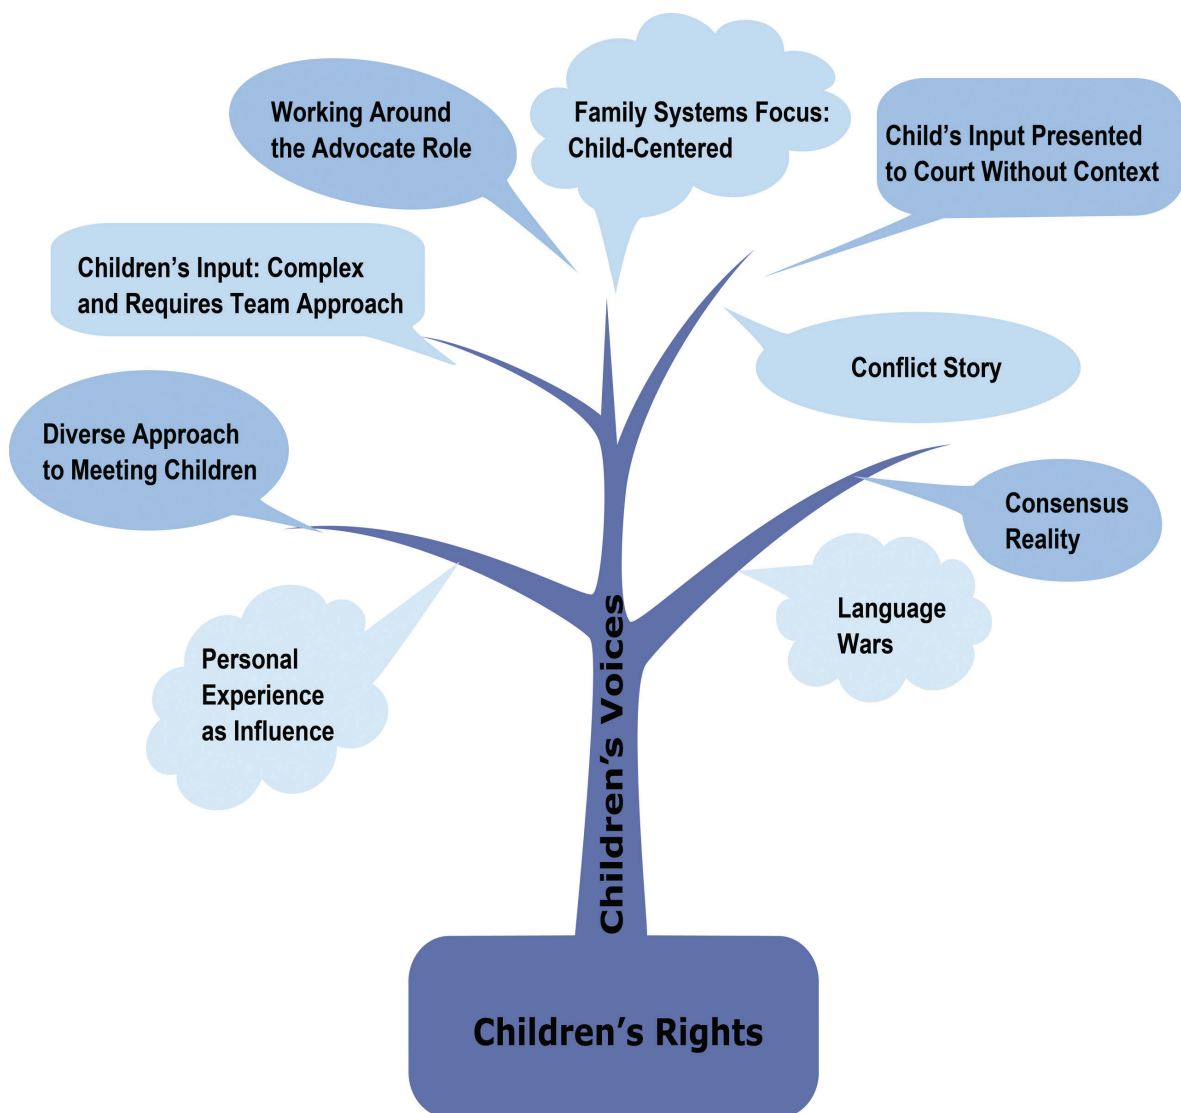 Working Around
the Advocate Role
Family Systems Focus:
Child-Centered
Child's Input Presented
to Court Without Context
Children's Input: Complex
and Requires Team Approach
Conflict Story
Diverse Approach
to Meeting Children
Consensus
Reality
Language
Wars
Personal
Experience
as Influence
Children's Voices
Children's Rights